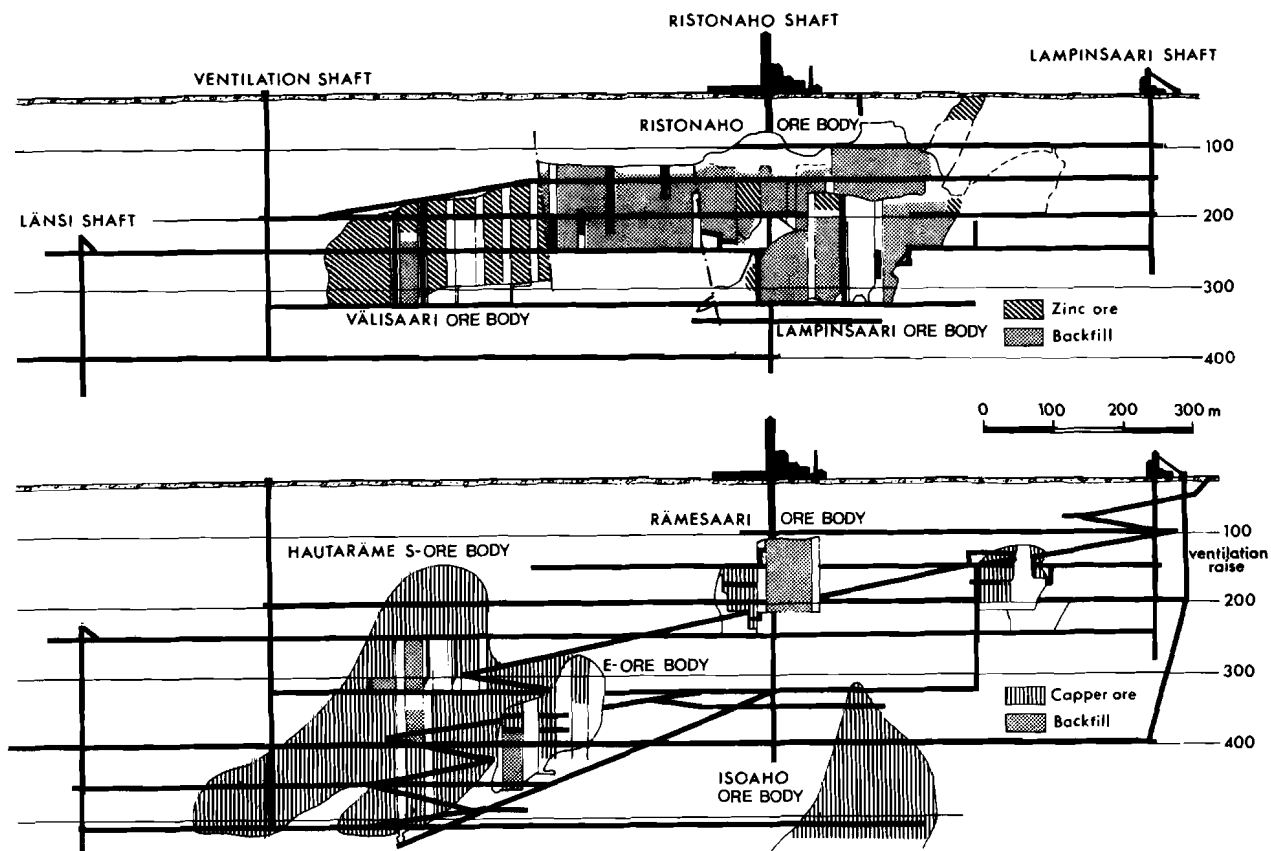 RISTONAHO SHAFT
LAMPINSAARI SHAFT
VENTILATION SHAFT
RISTONAHO ORE BODY
100
LÄNSI SHAFT
200
300
Zinc ore
VÄLISAARI ORE BODY
LAMPINSAARI ORE BODY
Backfill
400
0 100 200 300 m
RÄMESAARI ORE BODY
100
HAUTARÄME S-ORE BODY
ventilation
raise
200
E-ORE BODY
300
Capper ore
Backfill
400
ISOAHO
ORE BODY